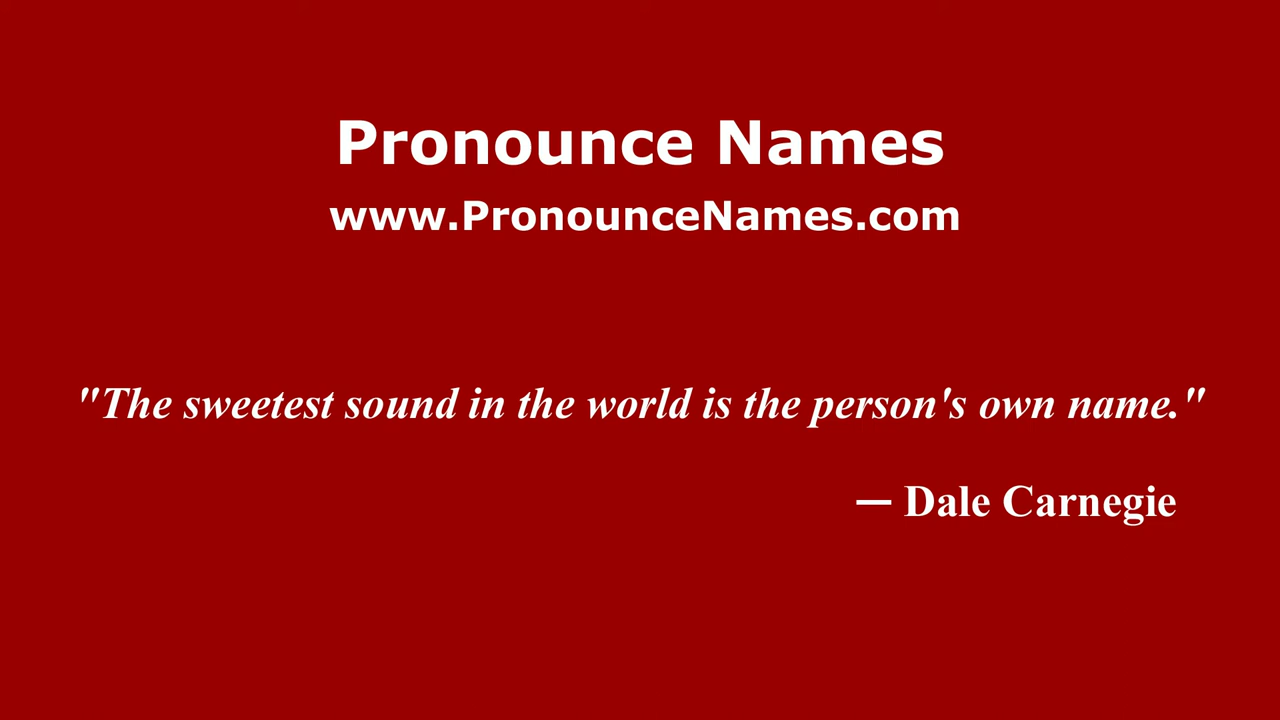 Pronounce Names
www.PronounceNames.com
"The sweetest sound in the world is the person's own name."
— Dale Carnegie